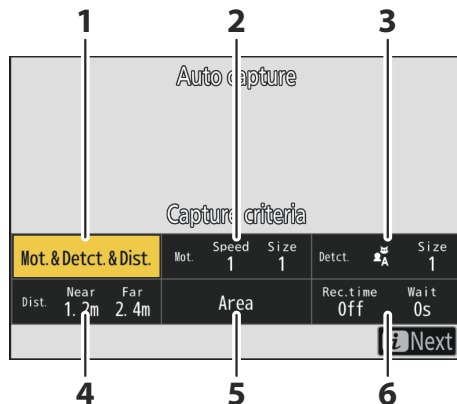 1 2 3
Auto capture
Capture criteria
Mot.&Detct.&Dist. Mot. Speed 1 Size 1 Detct. A Size 1
Dist. Near 1.2m Far 2.4m Area Rec.time Off Wait 0s
i Next
4 5 6